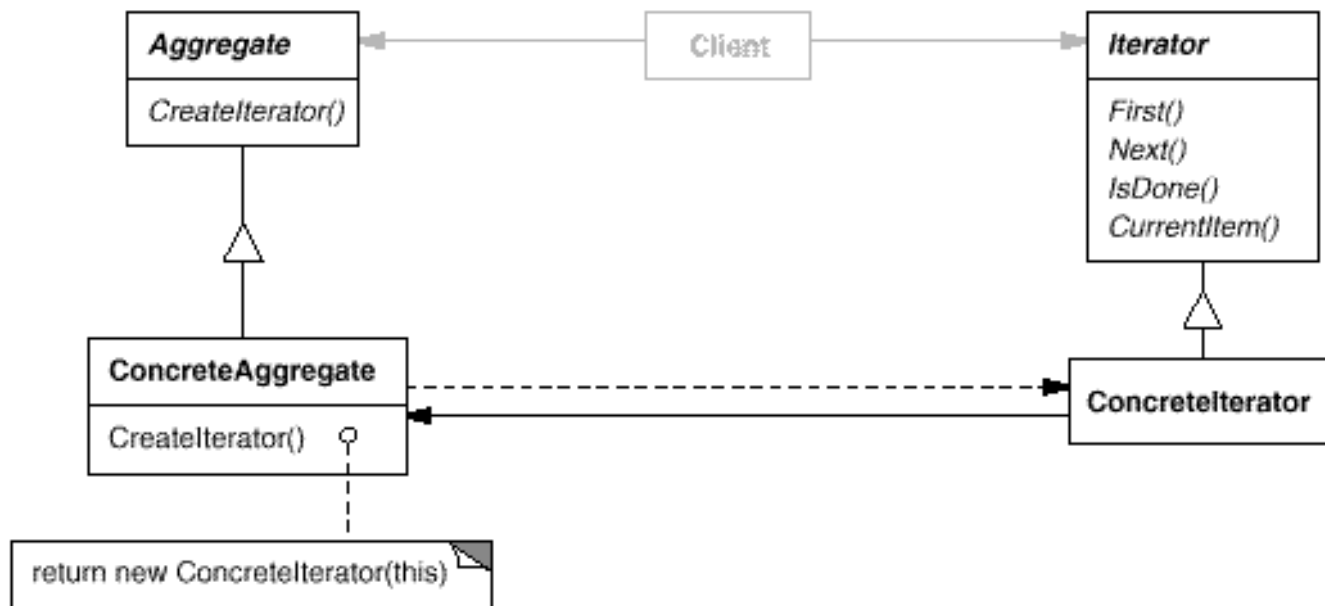 Aggregate
CreateIterator()
Client
Iterator
First()
Next()
IsDone()
CurrentItem()
ConcreteAggregate
CreateIterator()
ConcreteIterator
return new ConcreteIterator(this)